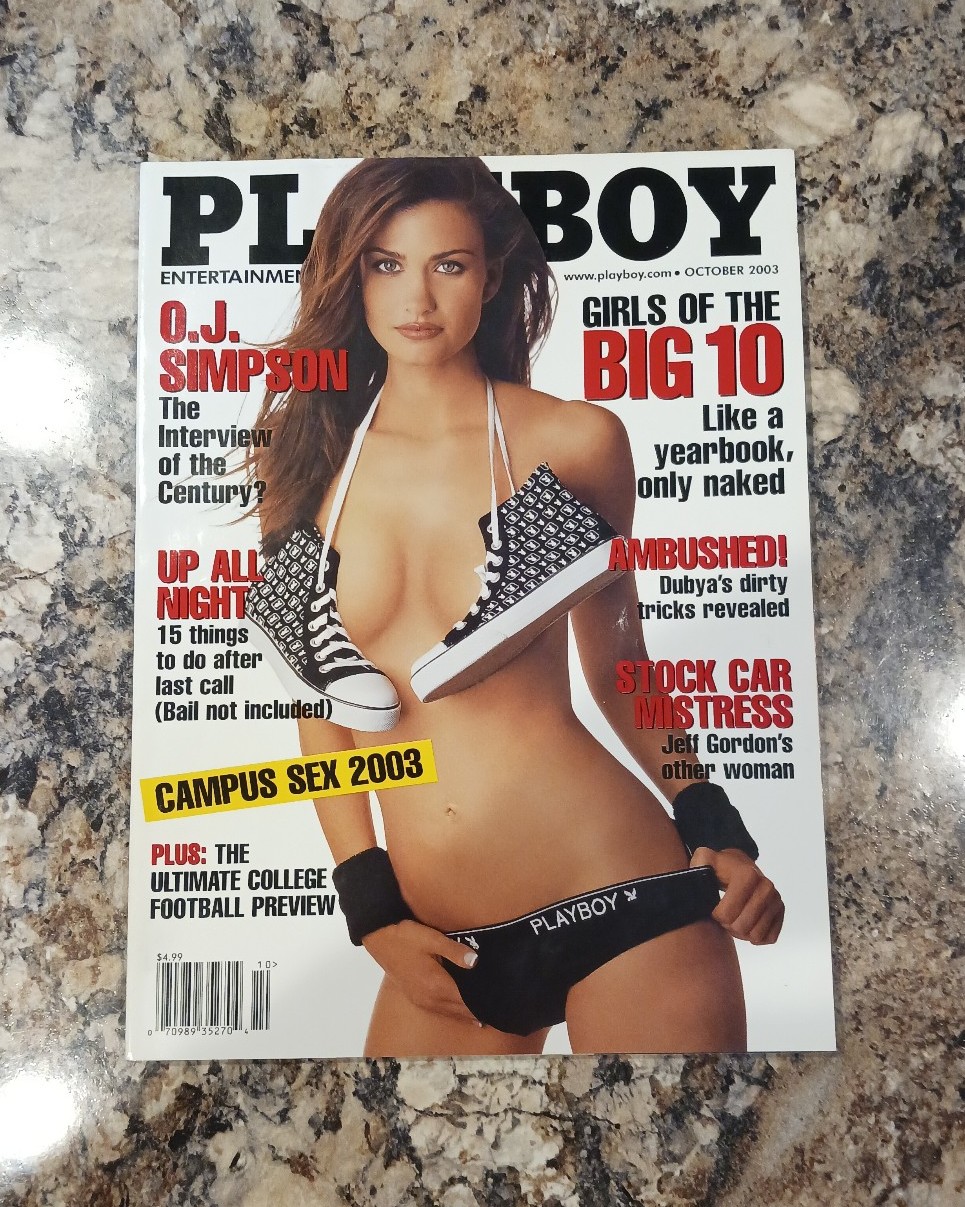 PLAYBOY
ENTERTAINMEN
www.playboy.com • OCTOBER 2003
O.J.
SIMPSON
The
Interview
of the
Century?
UP ALL
NIGHT
15 things
to do after
last call
(Bail not included)
CAMPUS SEX 2003
PLUS: THE
ULTIMATE COLLEGE
FOOTBALL PREVIEW
$4.99
10>
0 70989 35270 4
GIRLS OF THE
BIG 10
Like a
yearbook,
only naked
AMBUSHED!
Dubya's dirty
tricks revealed
STOCK CAR
MISTRESS
Jeff Gordon's
other woman
PLAYBOY